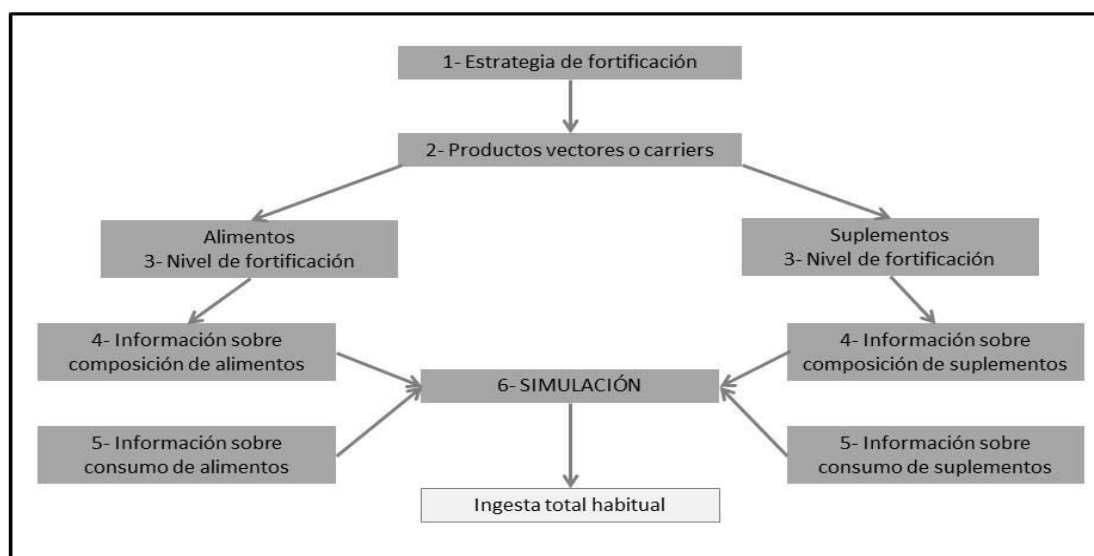 1- Estrategia de fortificación
2- Productos vectores o carriers
Alimentos
3- Nivel de fortificación
Suplementos
3- Nivel de fortificación
4- Información sobre
composición de alimentos
4- Información sobre
composición de suplementos
6- SIMULACIÓN
5- Información sobre
consumo de alimentos
5- Información sobre
consumo de suplementos
Ingesta total habitual